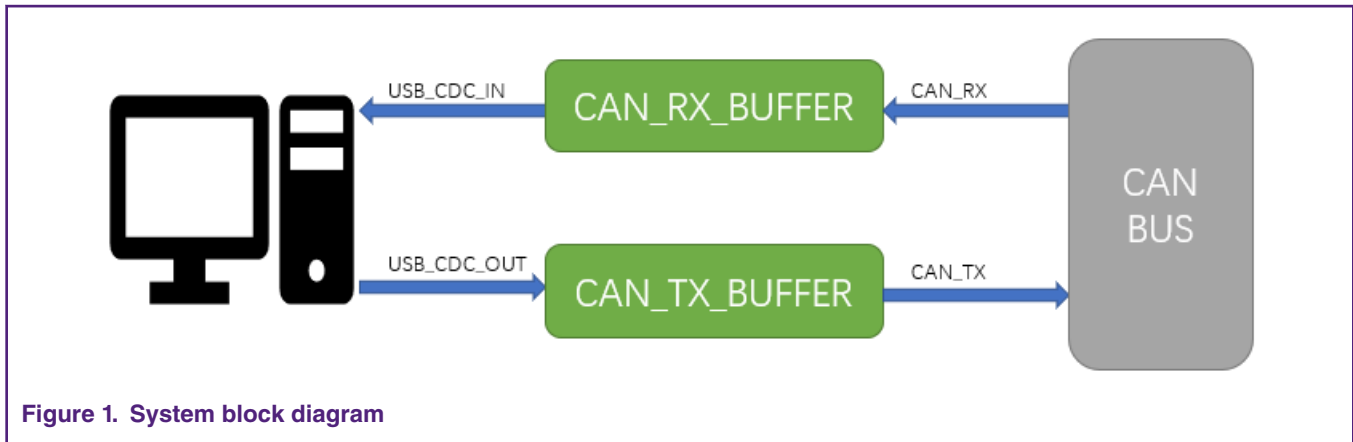 USB_CDC_IN
CAN_RX_BUFFER
CAN_RX
CAN
BUS
USB_CDC_OUT
CAN_TX_BUFFER
CAN_TX
Figure 1. System block diagram